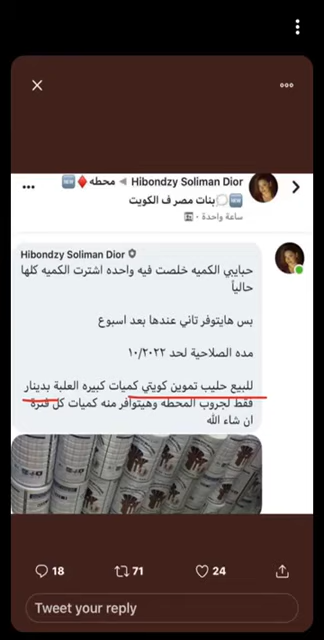 Hibondzy Soliman Dior ◀ محطه♦️🆕
🆕💭بنات مصر ف الكويت
ساعة واحدة ·
Hibondzy Soliman Dior
حبايبي الكميه خلصت فيه واحده اشترت الكميه كلها
حالياً
بس هايتوفر تاني عندها بعد اسبوع
مده الصلاحية لحد ١٠/٢٠٢٢
للبيع حليب تموين كويتي كميات كبيره العلبة بدينار
فقط لجروب المحطه وهيتوافر منه كميات كل فترة
ان شاء الله
18 71 24
Tweet your reply